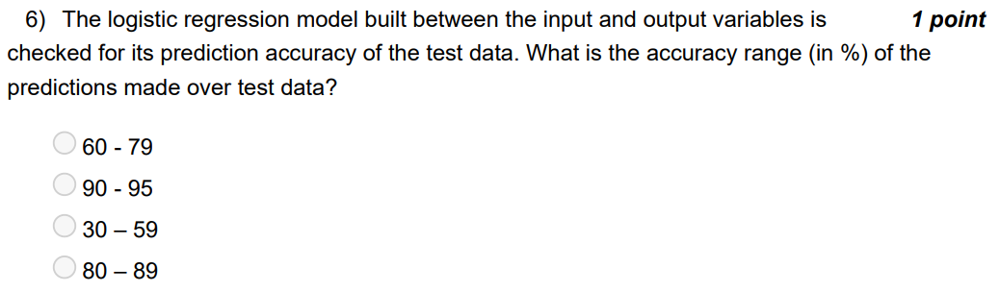 6) The logistic regression model built between the input and output variables is 1 point
checked for its prediction accuracy of the test data. What is the accuracy range (in %) of the
predictions made over test data?
60 - 79
90 - 95
30 – 59
80 – 89